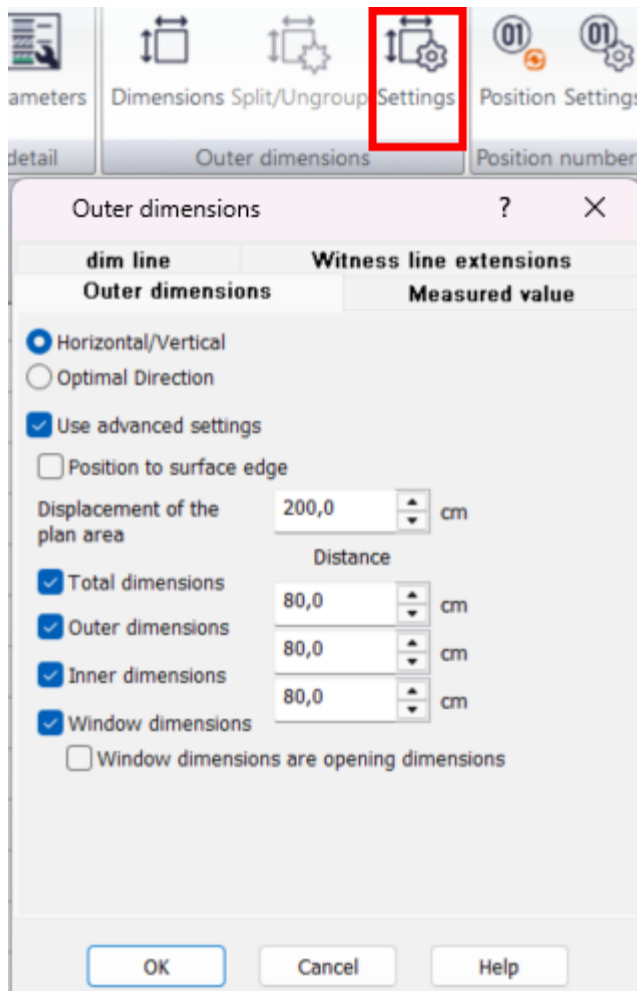 01 01
ameters Dimensions Split/Ungroup Settings Position Settings
detail Outer dimensions Position number
Outer dimensions ? ×
dim line Witness line extensions
Outer dimensions Measured value
Horizontal/Vertical
Optimal Direction
Use advanced settings
Position to surface edge
Displacement of the 200,0 cm
plan area
Distance
Total dimensions
80,0 cm
Outer dimensions
80,0 cm
Inner dimensions
80,0 cm
Window dimensions
Window dimensions are opening dimensions
OK Cancel Help